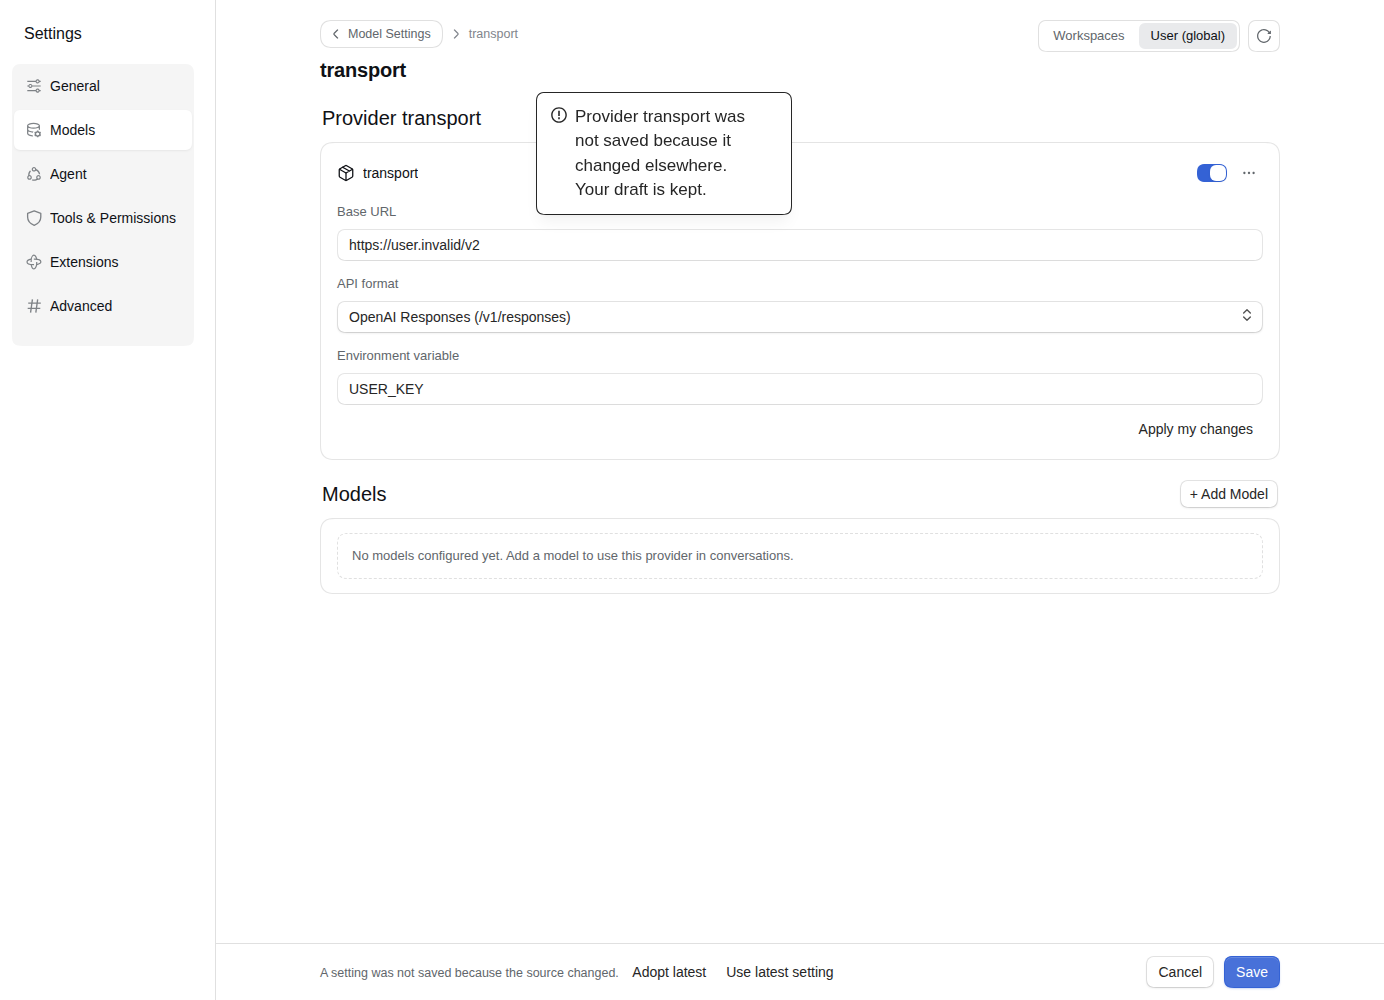 Settings
General
Models
Agent
Tools & Permissions
Extensions
Advanced
Model Settings
transport
Workspaces
User (global)
transport
Provider transport
Provider transport was
not saved because it
changed elsewhere.
Your draft is kept.
transport
Base URL
https://user.invalid/v2
API format
OpenAI Responses (/v1/responses)
Environment variable
USER_KEY
Apply my changes
Models
+ Add Model
No models configured yet. Add a model to use this provider in conversations.
A setting was not saved because the source changed.
Adopt latest
Use latest setting
Cancel
Save